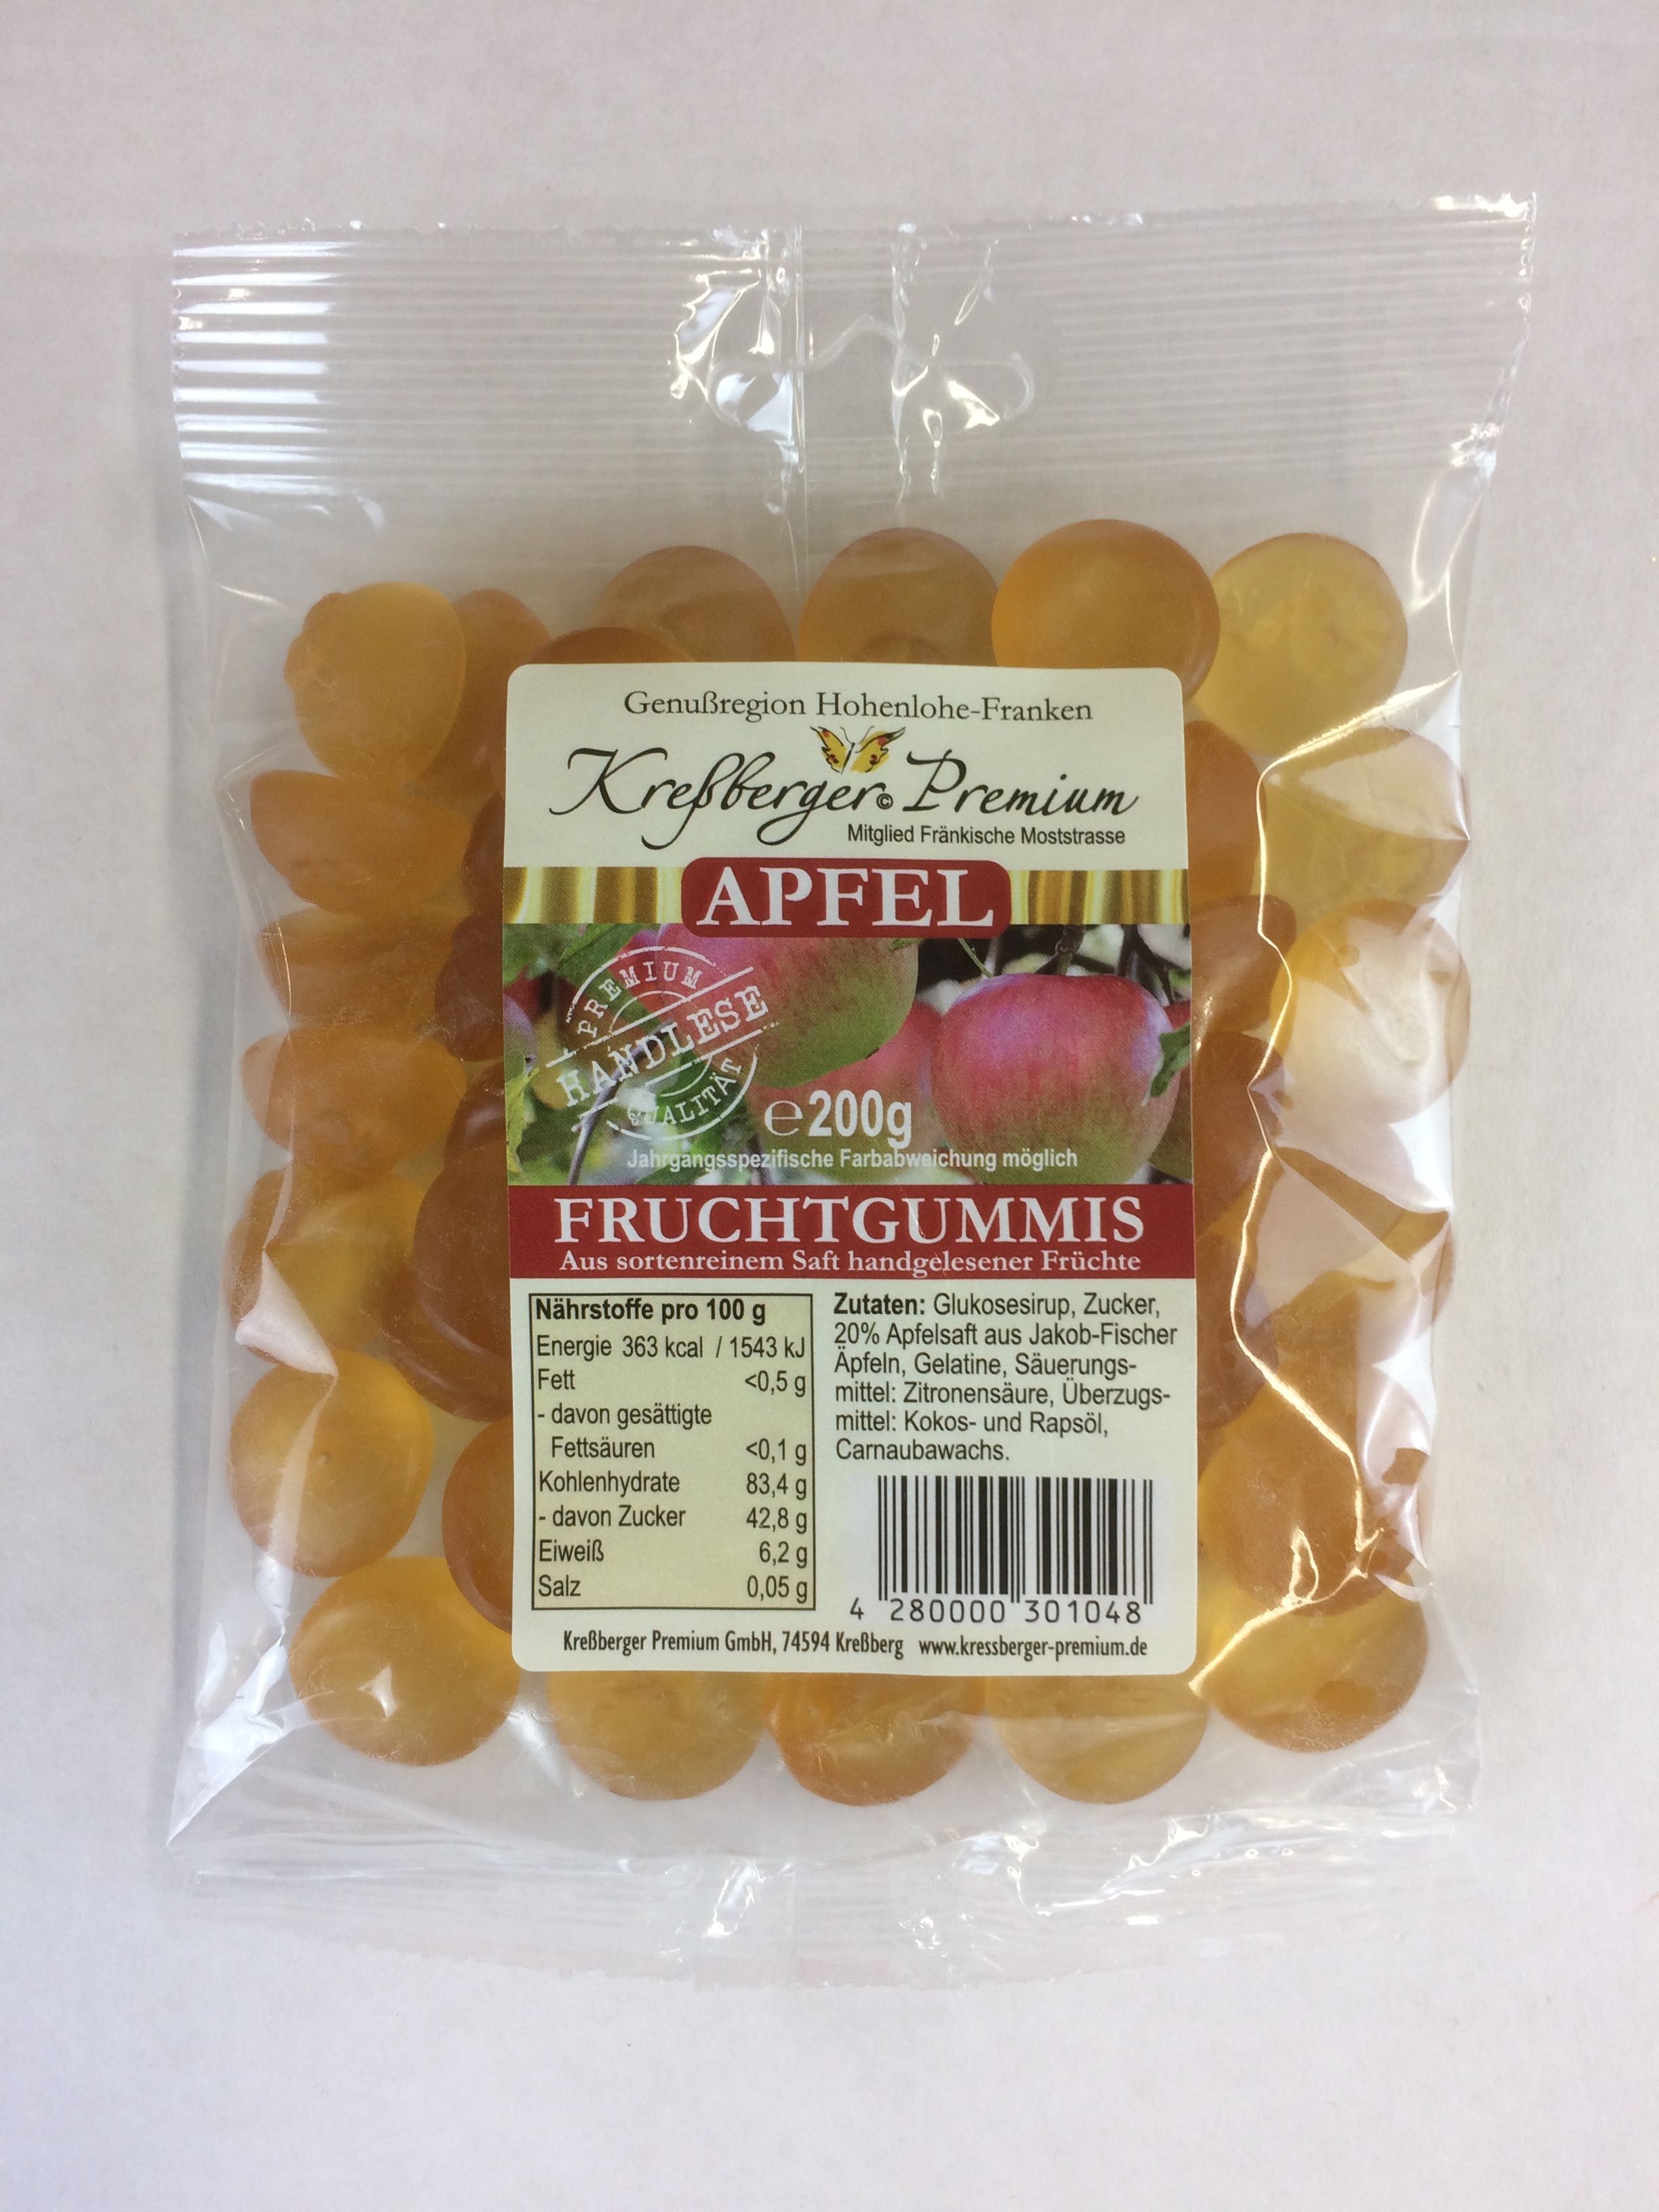 Genußregion Hohenlohe-Franken
Kreßberger© Premium
Mitglied Fränkische Moststrasse
APFEL
PREMIUM
HANDLESE
QUALITÄT
e 200g
Jahrgangsspezifische Farbabweichung möglich
FRUCHTGUMMIS
Aus sortenreinem Saft handgelesener Früchte
Nährstoffe pro 100 g
Energie 363 kcal / 1543 kJ
Fett <0,5 g
- davon gesättigte
Fettsäuren <0,1 g
Kohlenhydrate 83,4 g
- davon Zucker 42,8 g
Eiweiß 6,2 g
Salz 0,05 g
Zutaten: Glukosesirup, Zucker,
20% Apfelsaft aus Jakob-Fischer
Äpfeln, Gelatine, Säuerungs-
mittel: Zitronensäure, Überzugs-
mittel: Kokos- und Rapsöl,
Carnaubawachs.
4 280000 301048
Kreßberger Premium GmbH, 74594 Kreßberg www.kressberger-premium.de